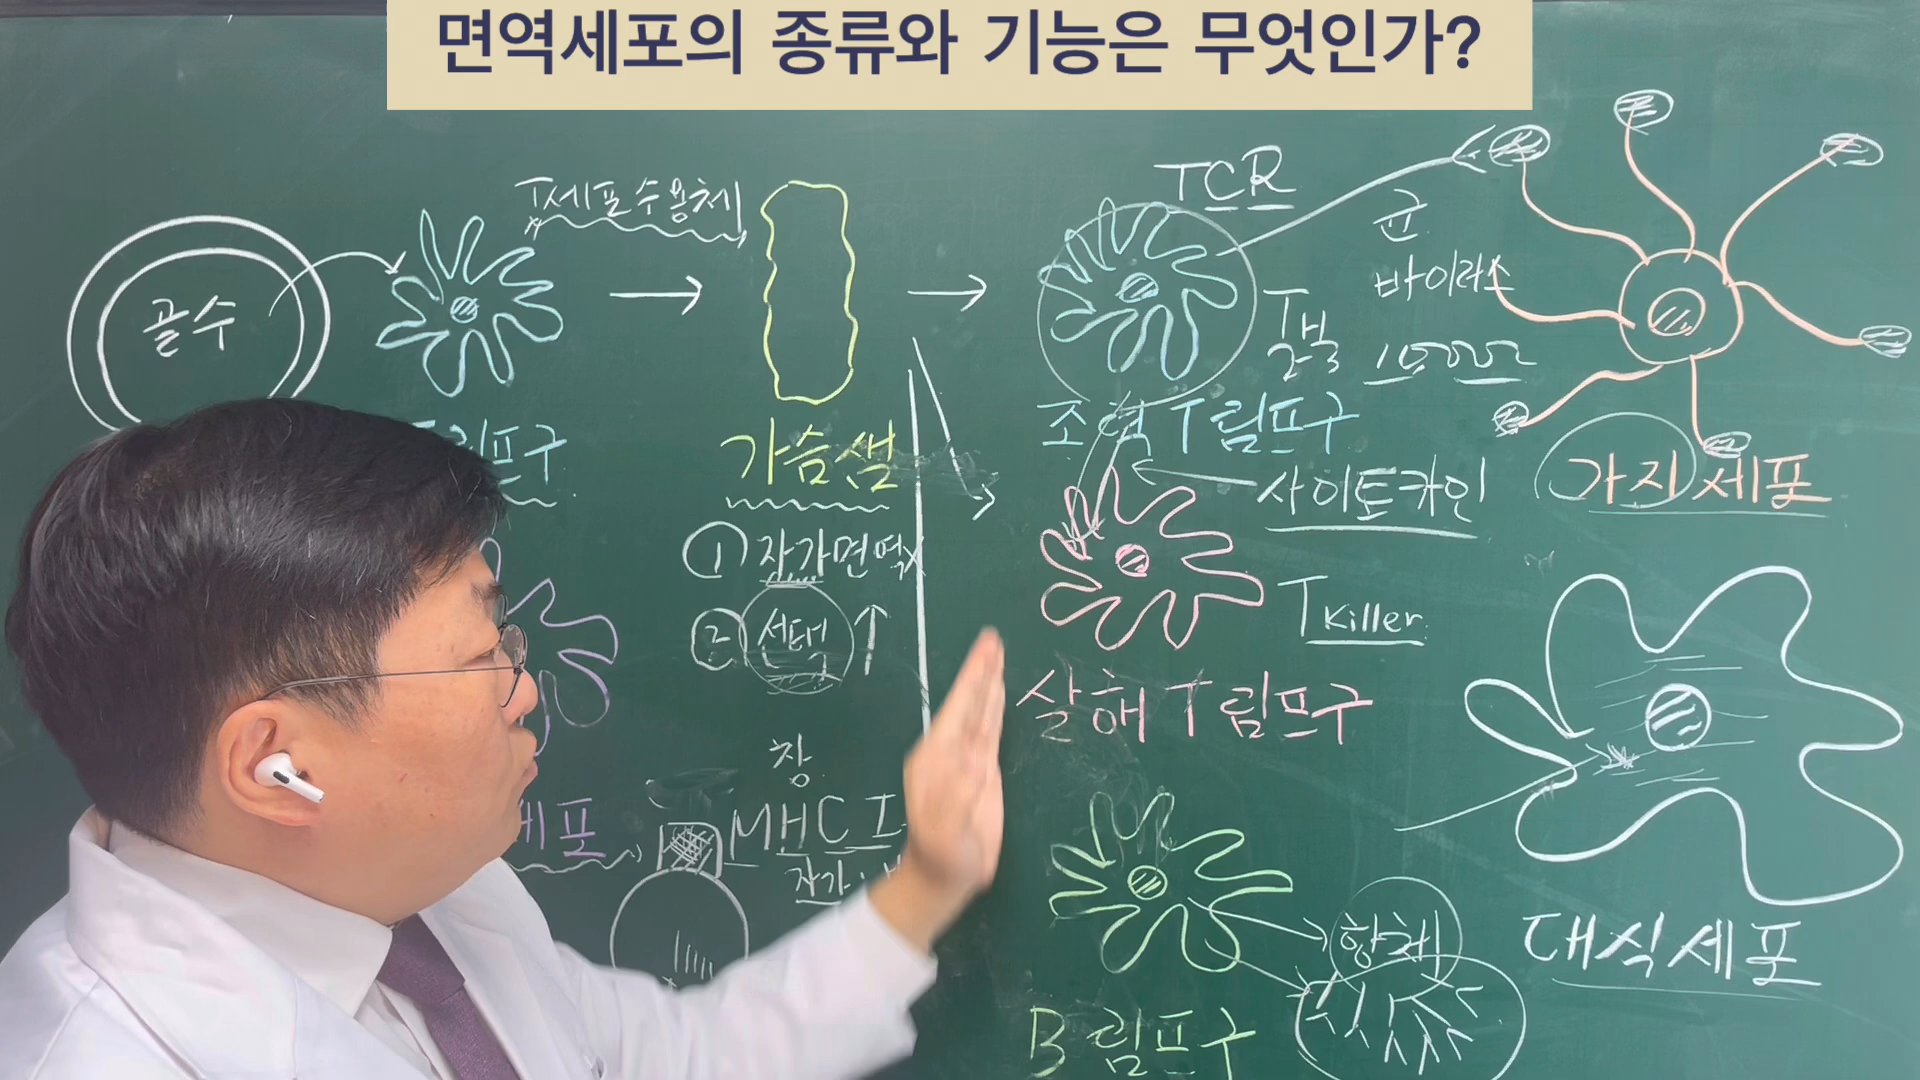 면역세포의 종류와 기능은 무엇인가?
골수
T세포수용체
림프구
가슴샘
① 자가면역x
② 선택 ↑
창
세포
MHC I
자가
TCR
균
바이러스
조력 T 림프구
사이토카인
T Killer
살해 T 림프구
B 림프구
항체
가지세포
대식세포